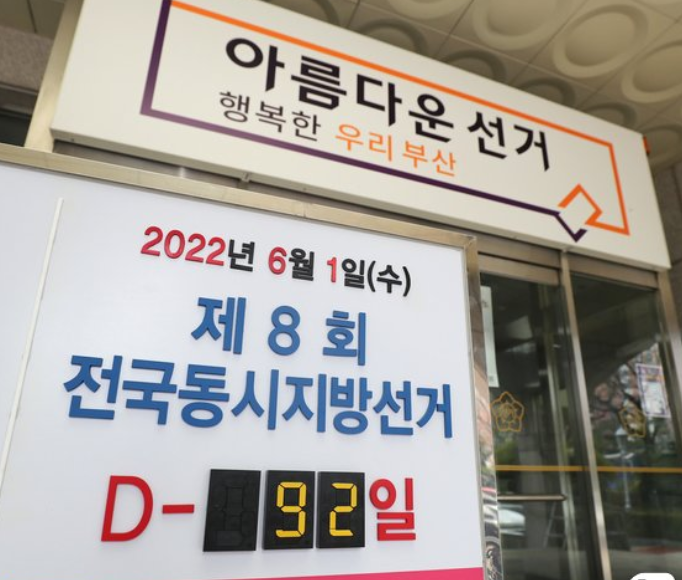 아름다운 선거
행복한 우리 부산
2022년 6월 1일(수)
제 8 회
전국동시지방선거
D-92일